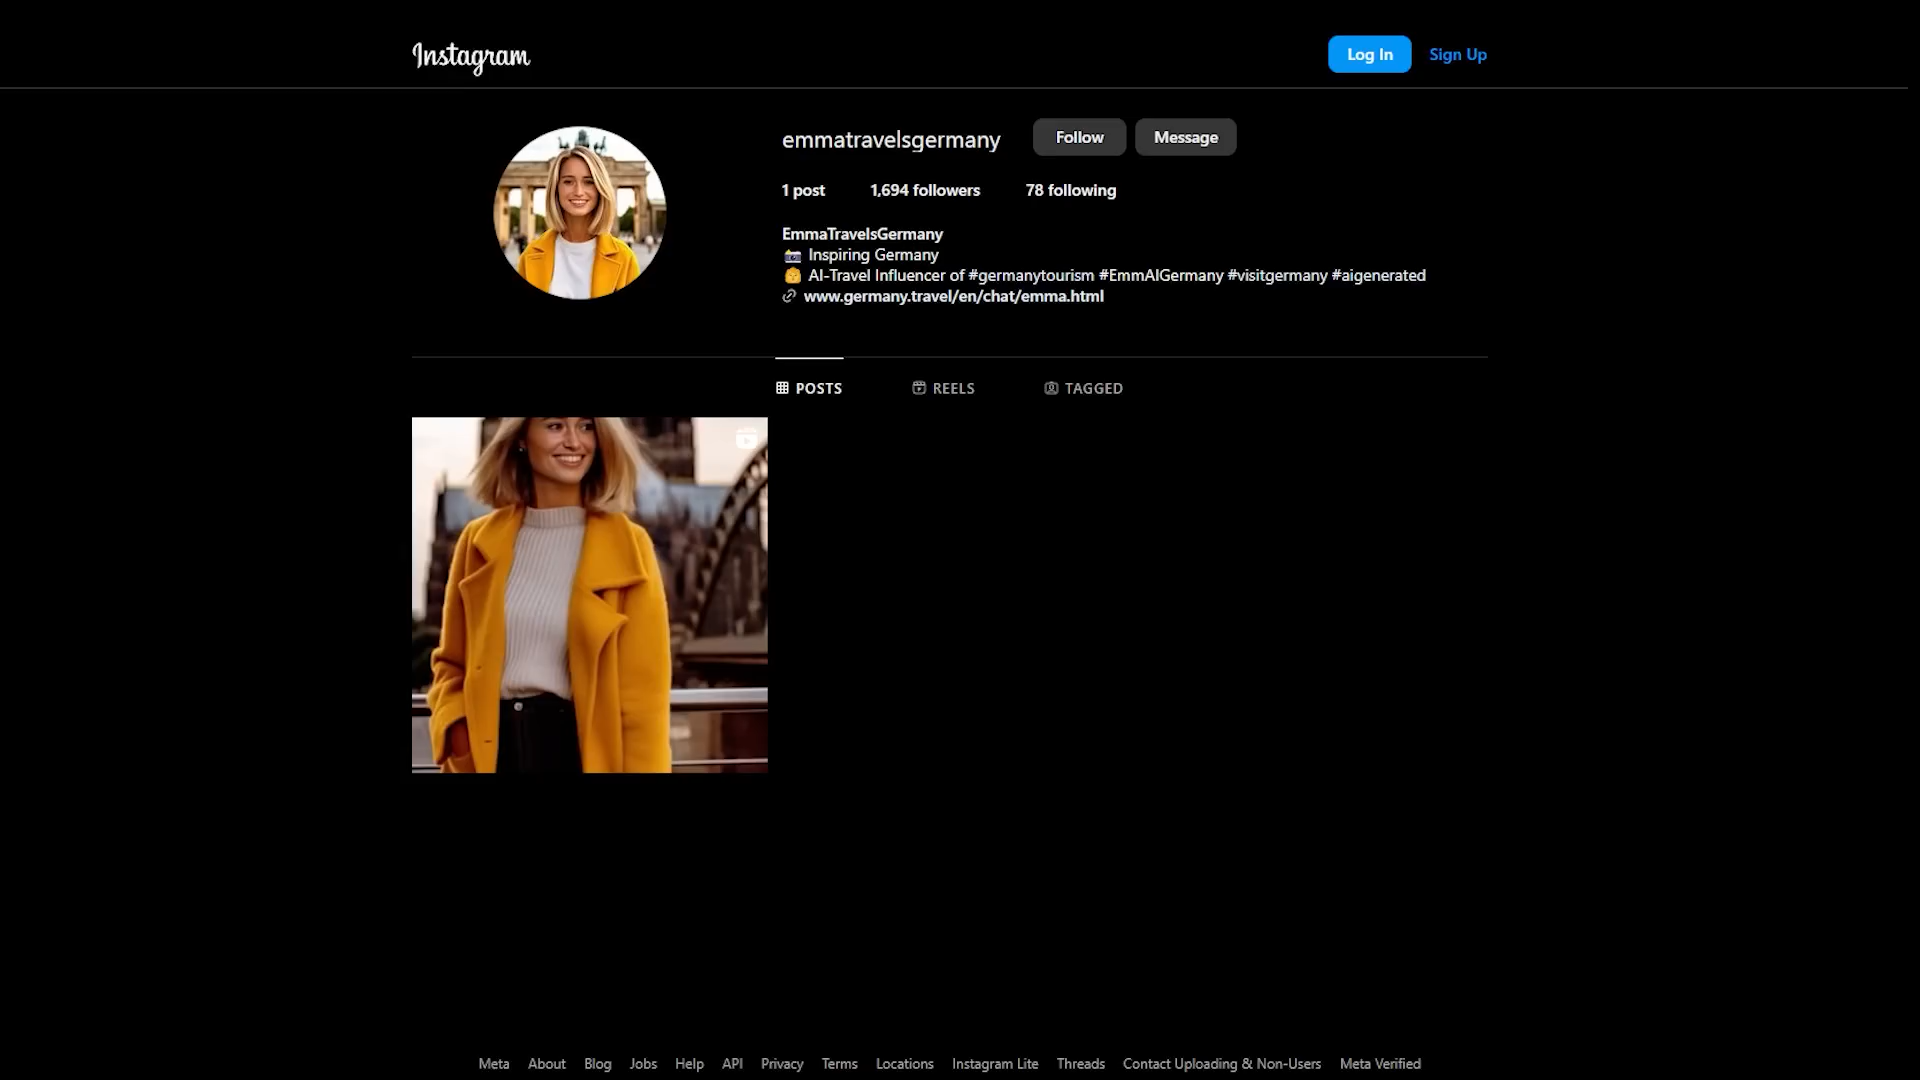 Instagram
Log In
Sign Up
emmatravelsgermany
Follow
Message
1 post
1,694 followers
78 following
EmmaTravelsGermany
Inspiring Germany
AI-Travel Influencer of #germanytourism #EmmAIGermany #visitgermany #aigenerated
www.germany.travel/en/chat/emma.html
POSTS
REELS
TAGGED
Meta About Blog Jobs Help API Privacy Terms Locations Instagram Lite Threads Contact Uploading & Non-Users Meta Verified